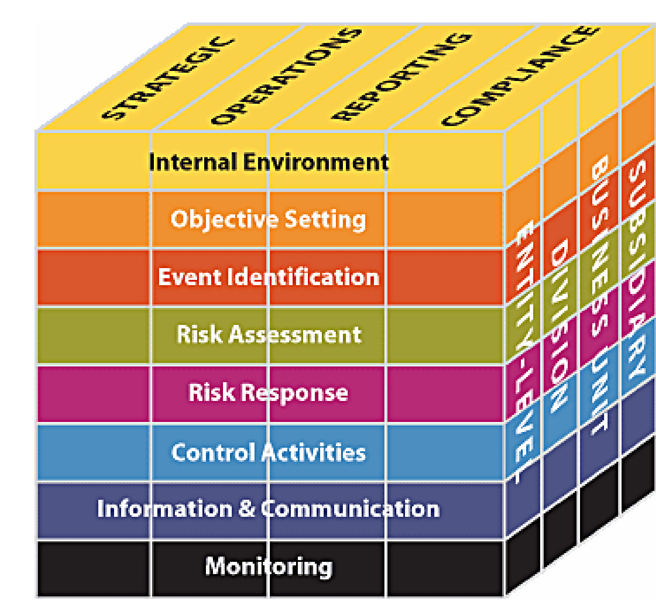 STRATEGIC
OPERATIONS
REPORTING
COMPLIANCE
Internal Environment
Objective Setting
Event Identification
Risk Assessment
Risk Response
Control Activities
Information & Communication
Monitoring
ENTITY-LEVEL
DIVISION
BUSINESS UNIT
SUBSIDIARY